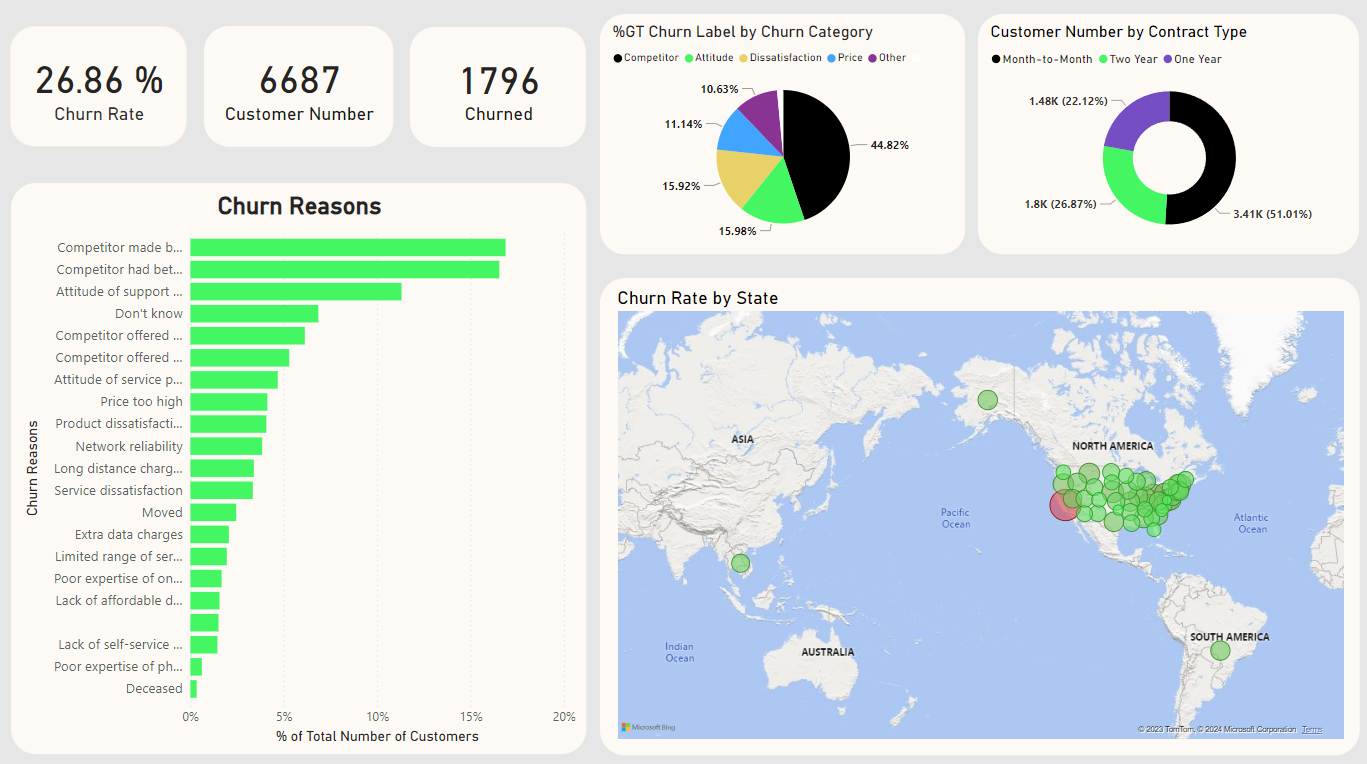 26.86 %
Churn Rate
6687
Customer Number
1796
Churned
%GT Churn Label by Churn Category
Competitor Attitude Dissatisfaction Price Other
10.63%
11.14%
15.92%
15.98%
44.82%
Customer Number by Contract Type
Month-to-Month Two Year One Year
1.48K (22.12%)
1.8K (26.87%)
3.41K (51.01%)
Churn Reasons
Churn Reasons
Competitor made b...
Competitor had bet...
Attitude of support ...
Don't know
Competitor offered ...
Competitor offered ...
Attitude of service p...
Price too high
Product dissatisfacti...
Network reliability
Long distance charg...
Service dissatisfaction
Moved
Extra data charges
Limited range of ser...
Poor expertise of on...
Lack of affordable d...
Lack of self-service ...
Poor expertise of ph...
Deceased
0% 5% 10% 15% 20%
% of Total Number of Customers
Churn Rate by State
ASIA
NORTH AMERICA
Pacific
Ocean
Atlantic
Ocean
Indian
Ocean
AUSTRALIA
SOUTH AMERICA
Microsoft Bing
© 2023 TomTom, © 2024 Microsoft Corporation Terms